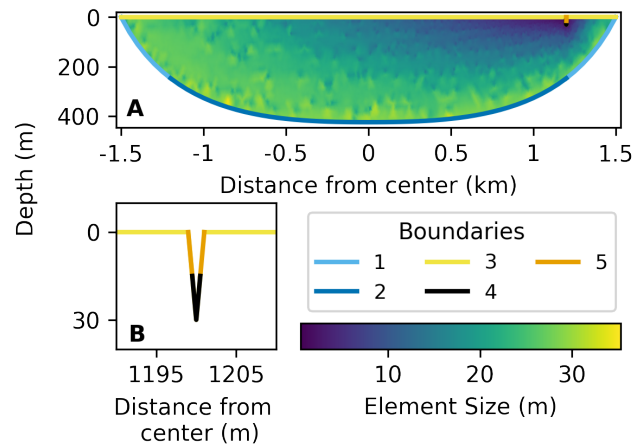 0
200
400
A
-1.5 -1 -0.5 0 0.5 1 1.5
Distance from center (km)
Depth (m)
0
30
B
1195 1205
Distance from
center (m)
Boundaries
1 3 5
2 4
10 20 30
Element Size (m)